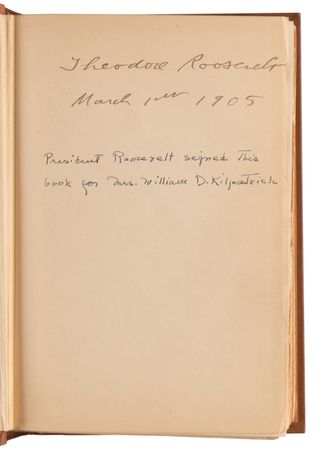 Theodore Roosevelt
March 1st 1905
President Roosevelt signed this
book for Mrs. William D. Kilpatrick